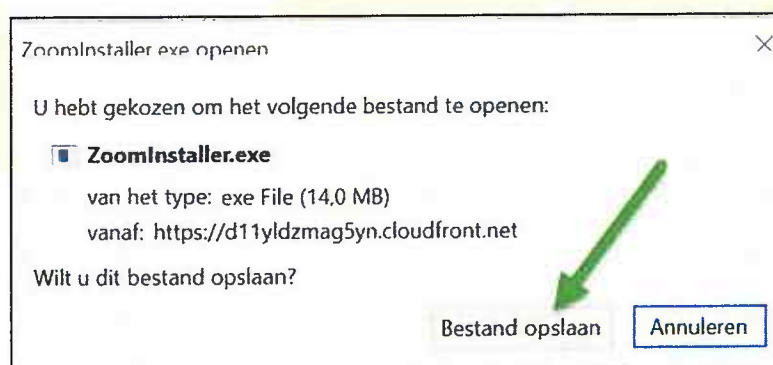 ZoomInstaller exe openen
U hebt gekozen om het volgende bestand te openen:
ZoomInstaller.exe
van het type: exe File (14,0 MB)
vanaf: https://d11yldzmag5yn.cloudfront.net
Wilt u dit bestand opslaan?
Bestand opslaan Annuleren